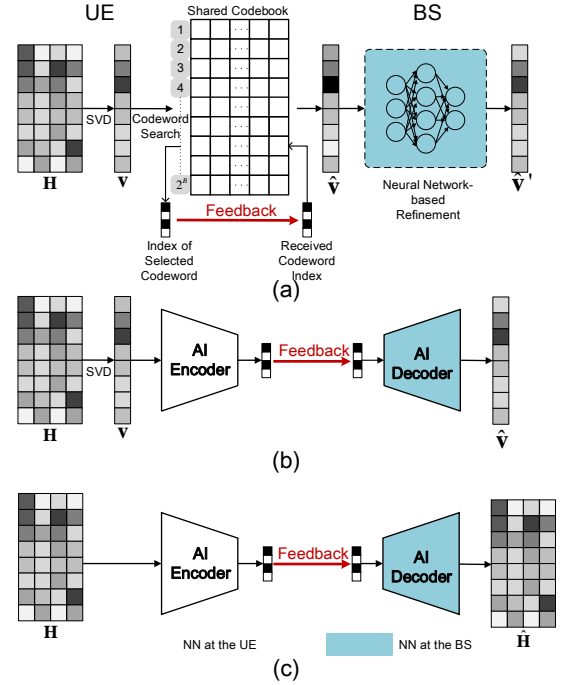 UE
Shared Codebook
BS
1
2
3
4
2^B
...
...
...
...
...
...
...
...
...
SVD
Codeword
Search
H
v
v̂
v̂'
Neural Network-
based
Refinement
Feedback
Index of
Selected
Codeword
Received
Codeword
Index
(a)
AI
Encoder
Feedback
AI
Decoder
SVD
H
v
v̂
(b)
AI
Encoder
Feedback
AI
Decoder
H
Ĥ
NN at the UE
NN at the BS
(c)